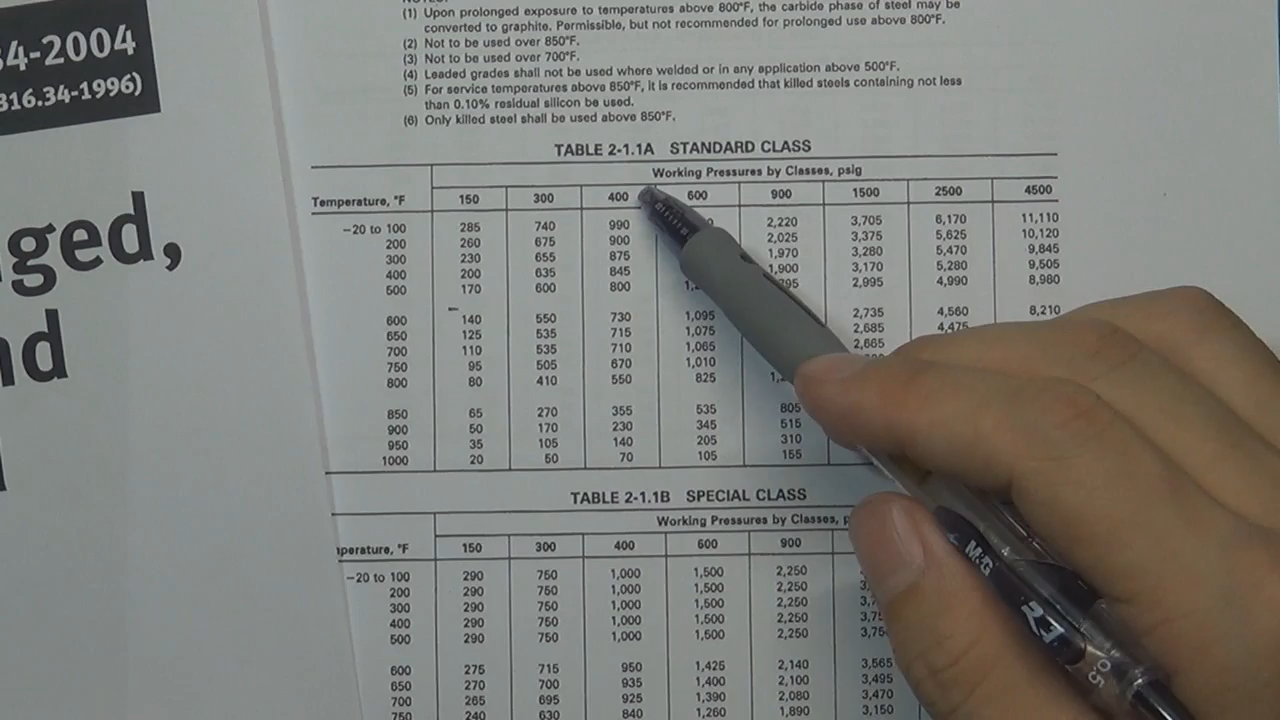 34-2004
316.34-1996)
ged,
nd
(1) Upon prolonged exposure to temperatures above 800°F, the carbide phase of steel may be
converted to graphite. Permissible, but not recommended for prolonged use above 800°F.
(2) Not to be used over 850°F.
(3) Not to be used over 700°F.
(4) Leaded grades shall not be used where welded or in any application above 500°F.
(5) For service temperatures above 850°F, it is recommended that killed steels containing not less
than 0.10% residual silicon be used.
(6) Only killed steel shall be used above 850°F.
TABLE 2-1.1A STANDARD CLASS
Working Pressures by Classes, psig
Temperature, °F 150 300 400 600 900 1500 2500 4500
−20 to 100 285 740 990 2,220 3,705 6,170 11,110
200 260 675 900 2,025 3,375 5,625 10,120
300 230 655 875 1,970 3,280 5,470 9,845
400 200 635 845 1,900 3,170 5,280 9,505
500 170 600 800 2,995 4,990 8,980
600 140 550 730 1,095 2,735 4,560 8,210
650 125 535 715 1,075 2,685 4,475
700 110 535 710 1,065 2,665
750 95 505 670 1,010
800 80 410 550 825
850 65 270 355 535 805
900 50 170 230 345 515
950 35 105 140 205 310
1000 20 50 70 105 155
TABLE 2-1.1B SPECIAL CLASS
Working Pressures by Classes, p
perature, °F 150 300 400 600 900
−20 to 100 290 750 1,000 1,500 2,250
200 290 750 1,000 1,500 2,250
300 290 750 1,000 1,500 2,250
400 290 750 1,000 1,500 2,250
500 290 750 1,000 1,500 2,250
600 275 715 950 1,425 2,140 3,565
650 270 700 935 1,400 2,100 3,495
700 265 695 925 1,390 2,080 3,470
750 240 630 840 1,260 1,890 3,150
M&G
R3
0.5